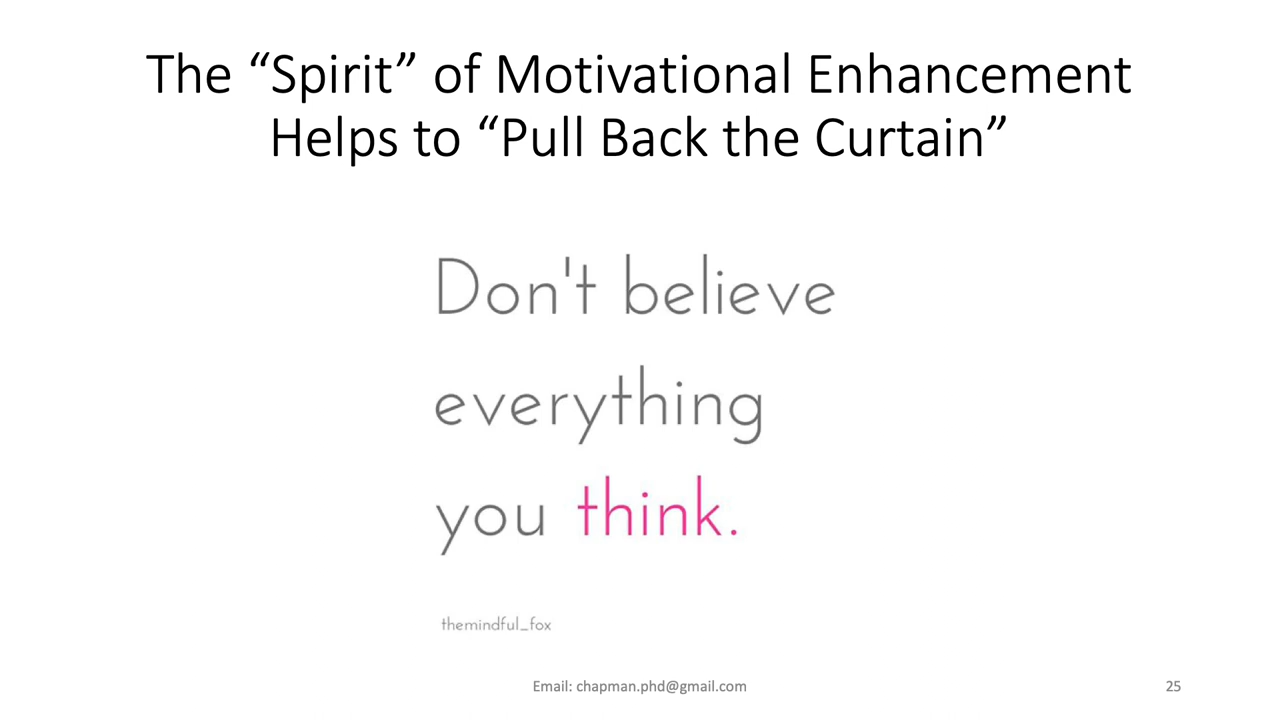 The “Spirit” of Motivational Enhancement
Helps to “Pull Back the Curtain”
Don't believe
everything
you think.
themindful_fox
Email: chapman.phd@gmail.com
25